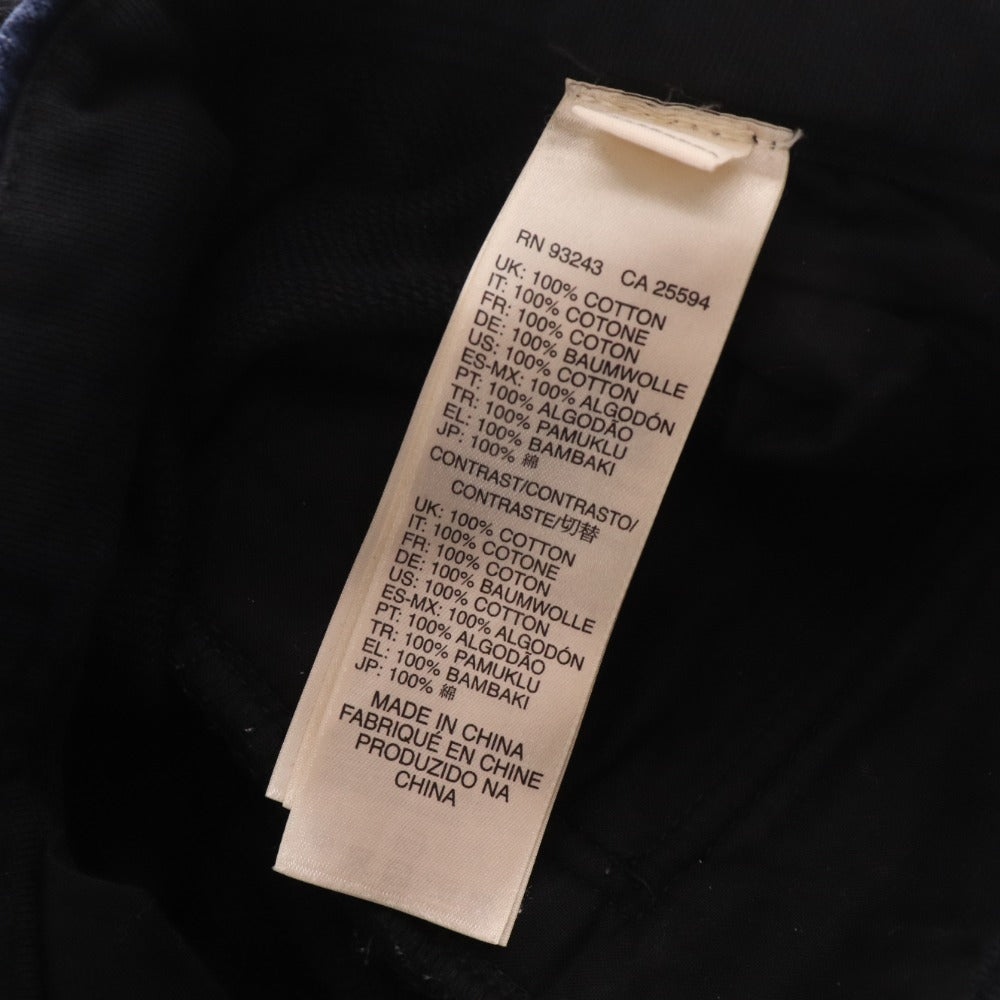 RN 93243 CA 25594
UK: 100% COTTON
IT: 100% COTONE
FR: 100% COTON
DE: 100% BAUMWOLLE
US: 100% COTTON
ES-MX: 100% ALGODÓN
PT: 100% ALGODÃO
TR: 100% PAMUKLU
EL: 100% BAMBAKI
JP: 100% 綿
CONTRAST/CONTRASTO/
CONTRASTE/切替
UK: 100% COTTON
IT: 100% COTONE
FR: 100% COTON
DE: 100% BAUMWOLLE
US: 100% COTTON
ES-MX: 100% ALGODÓN
PT: 100% ALGODÃO
TR: 100% PAMUKLU
EL: 100% BAMBAKI
JP: 100% 綿
MADE IN CHINA
FABRIQUÉ EN CHINE
PRODUZIDO NA
CHINA